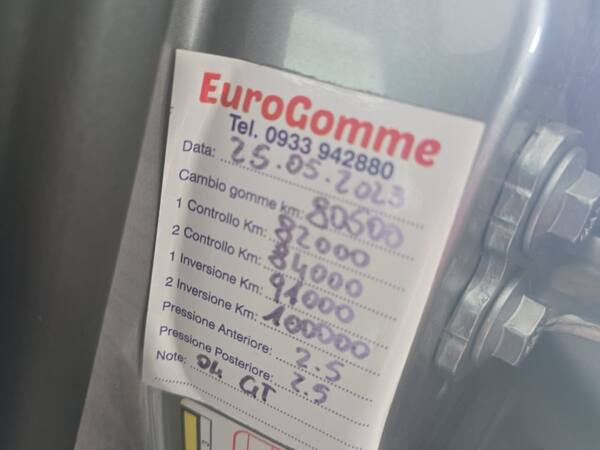 EuroGomme
Tel. 0933 942880
Data: 25.05.2023
Cambio gomme km: 80500
1 Controllo Km: 82000
2 Controllo Km: 84000
1 Inversione Km: 91000
2 Inversione Km: 100000
Pressione Anteriore: 2.5
Pressione Posteriore: 2.5
Note: 04 GT